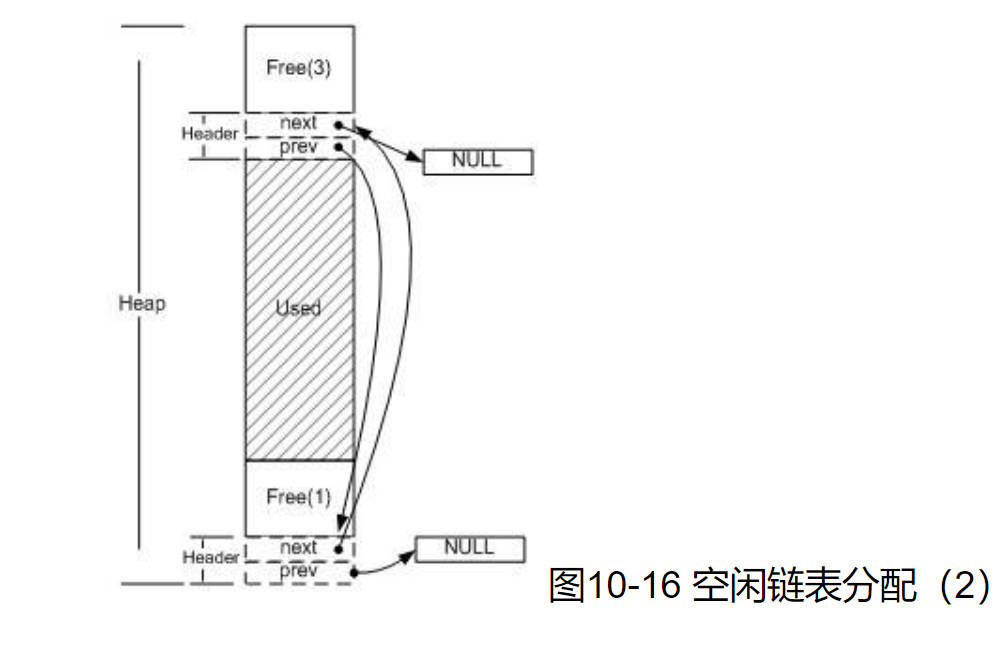 Free(3)
next
Header
prev
NULL
Heap
Used
Free(1)
next
NULL
Header
prev
图10-16 空闲链表分配（2）